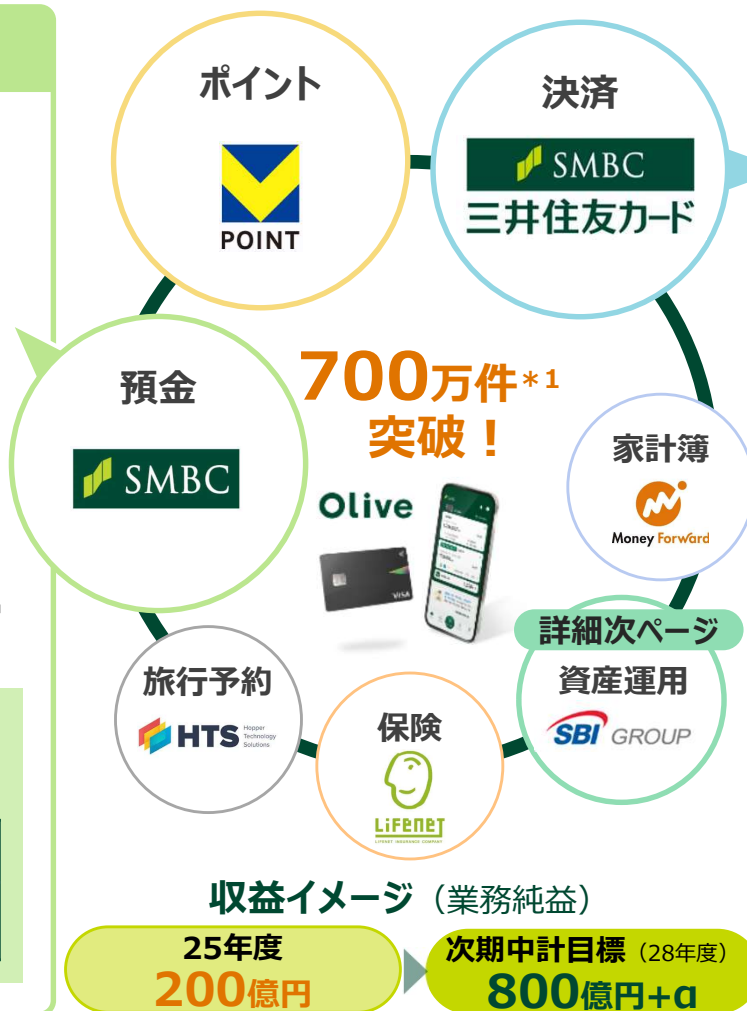 ポイント
POINT
決済
SMBC
三井住友カード
預金
SMBC
700万件*1
突破！
Olive
VISA
家計簿
Money Forward
詳細次ページ
資産運用
SBI GROUP
旅行予約
HTS Hopper
Technology
Solutions
保険
LIFENET
LIFENET INSURANCE COMPANY
収益イメージ（業務純益）
25年度
200億円
次期中計目標（28年度）
800億円+α